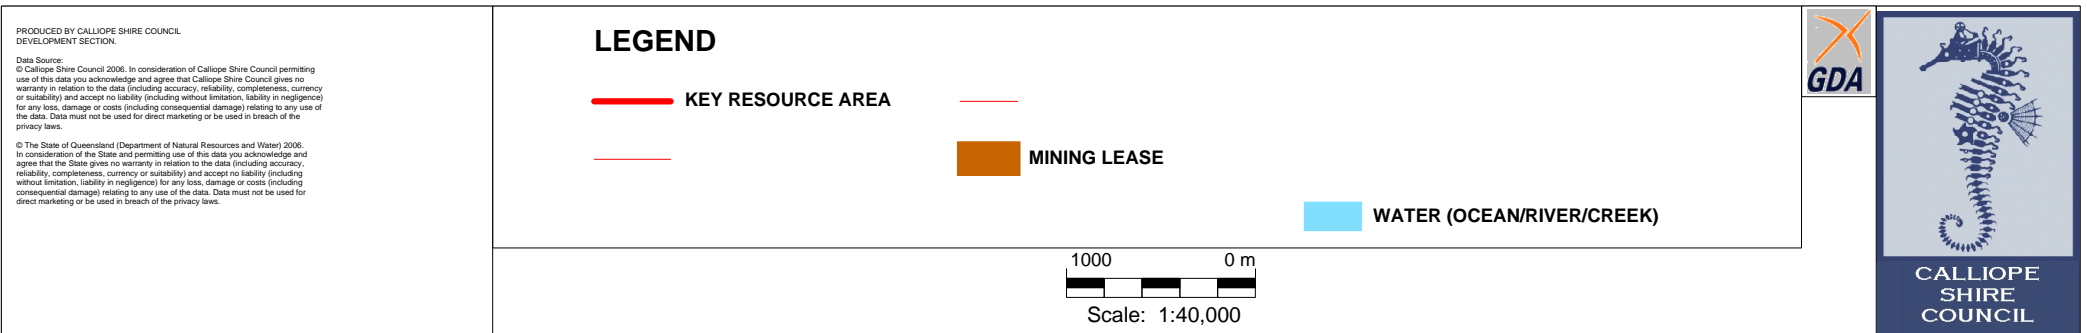 PRODUCED BY CALLIOPE SHIRE COUNCIL
DEVELOPMENT SECTION.
Data Source:
© Calliope Shire Council 2006. In consideration of Calliope Shire Council permitting
use of this data you acknowledge and agree that Calliope Shire Council gives no
warranty in relation to the data (including accuracy, reliability, completeness, currency
or suitability) and accept no liability (including without limitation, liability in negligence)
for any loss, damage or costs (including consequential damage) relating to any use of
the data. Data must not be used for direct marketing or be used in breach of the
privacy laws.
© The State of Queensland (Department of Natural Resources and Water) 2006.
In consideration of the State and permitting use of this data you acknowledge and
agree that the State gives no warranty in relation to the data (including accuracy,
reliability, completeness, currency or suitability) and accept no liability (including
without limitation, liability in negligence) for any loss, damage or costs (including
consequential damage) relating to any use of the data. Data must not be used for
direct marketing or be used in breach of the privacy laws.
LEGEND
KEY RESOURCE AREA
MINING LEASE
WATER (OCEAN/RIVER/CREEK)
1000 0 m
Scale: 1:40,000
GDA
CALLIOPE
SHIRE
COUNCIL